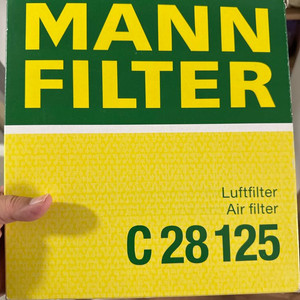 MANN
FILTER
Luftfilter
Air filter
C 28 125